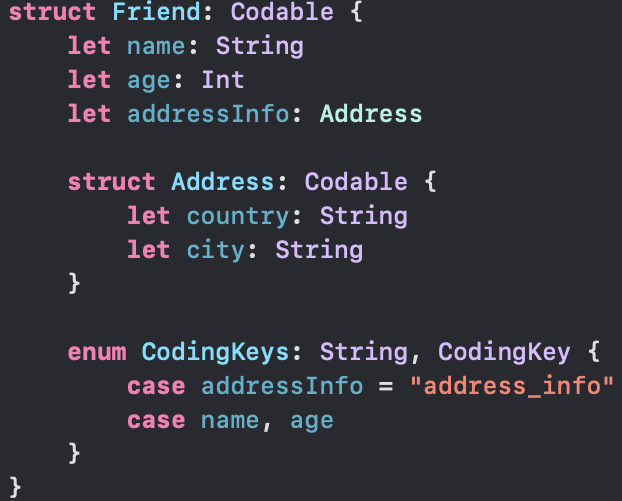 struct Friend: Codable {
    let name: String
    let age: Int
    let addressInfo: Address

    struct Address: Codable {
        let country: String
        let city: String
    }

    enum CodingKeys: String, CodingKey {
        case addressInfo = "address_info"
        case name, age
    }
}